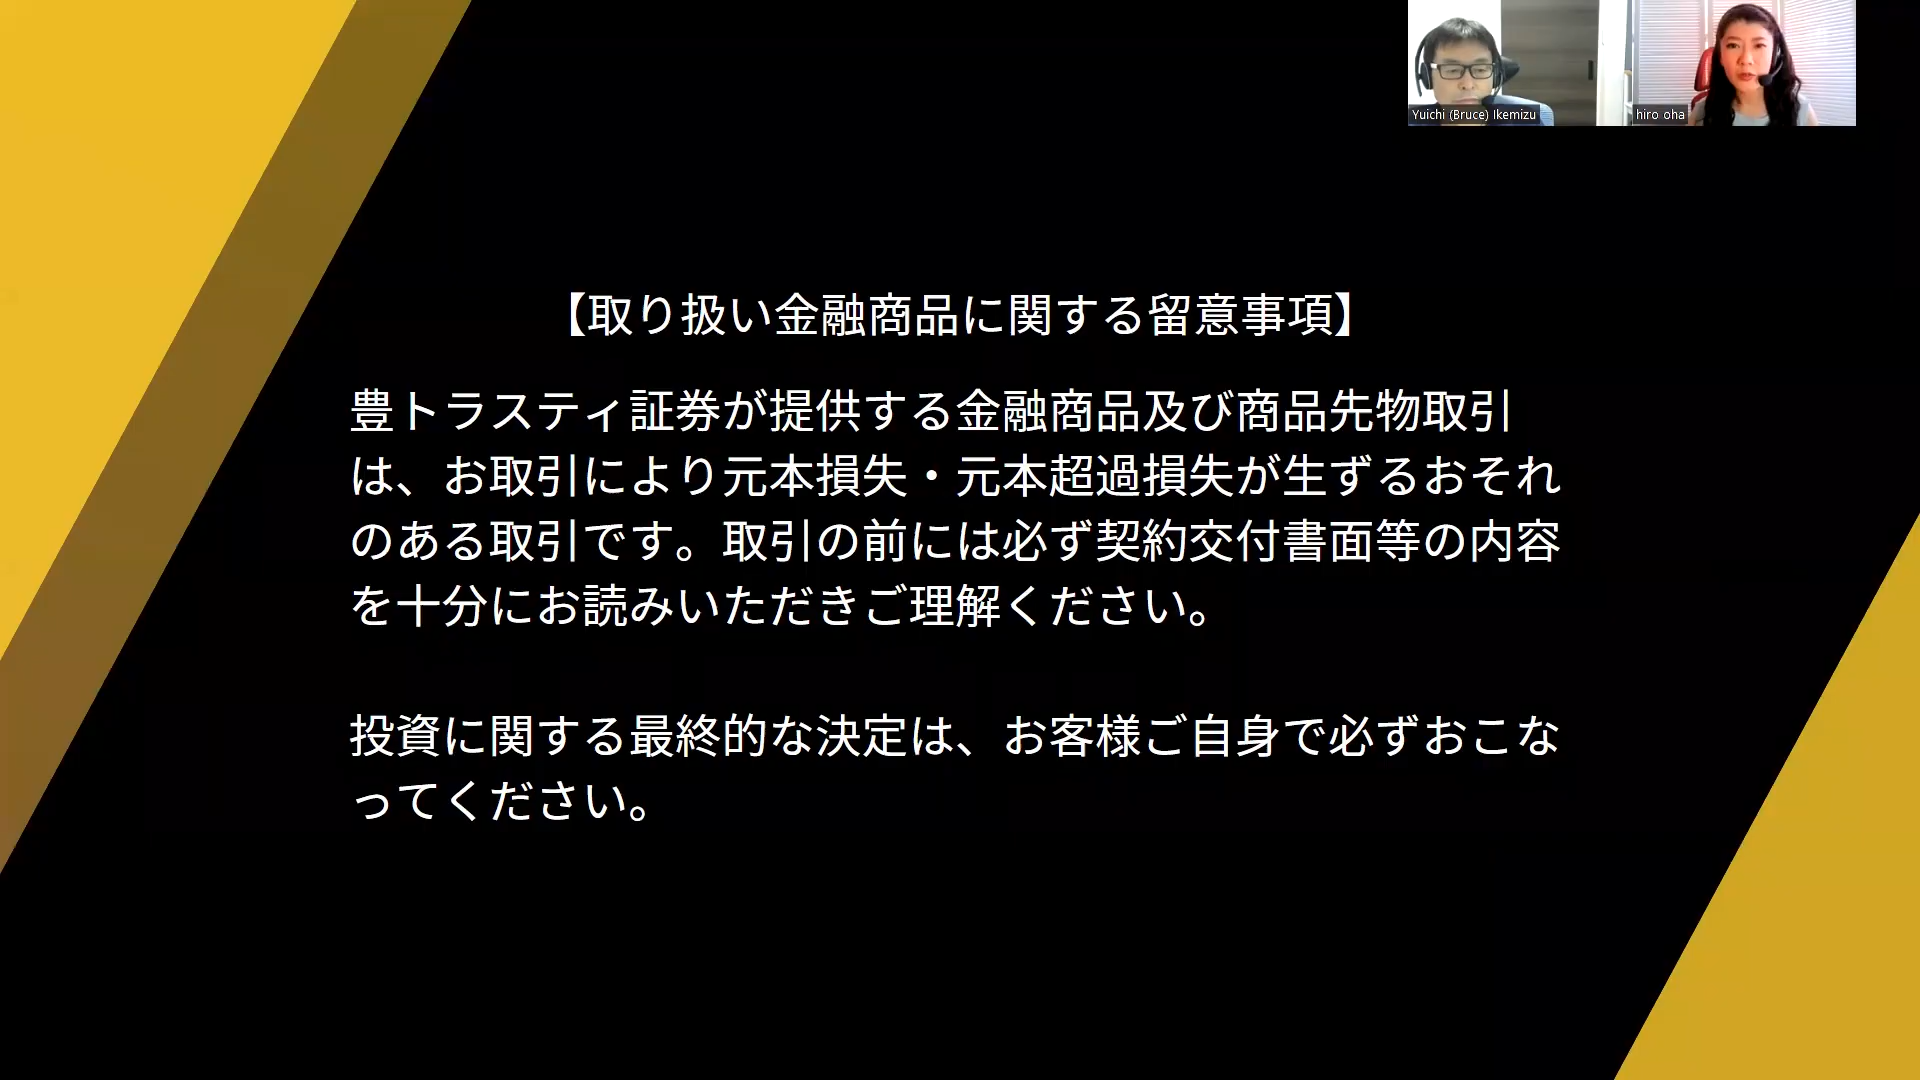 Yuichi (Bruce) Ikemizu
hiro oha
【取り扱い金融商品に関する留意事項】
豊トラスティ証券が提供する金融商品及び商品先物取引
は、お取引により元本損失・元本超過損失が生ずるおそれ
のある取引です。取引の前には必ず契約交付書面等の内容
を十分にお読みいただきご理解ください。
投資に関する最終的な決定は、お客様ご自身で必ずおこな
ってください。